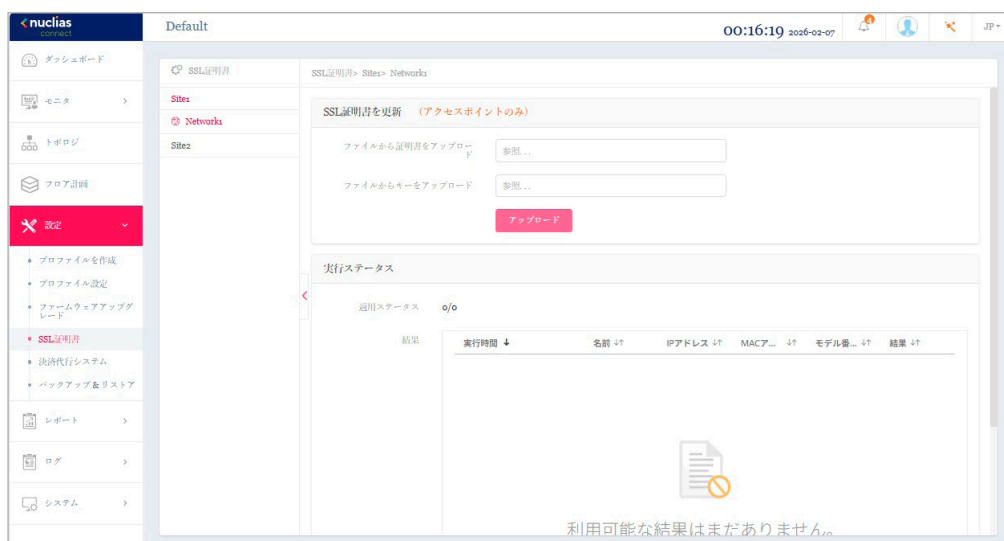 nuclias
connect
Default
00:16:19 2026-02-07
4
JP
ダッシュボード
モニタ
トポロジ
フロア計画
設定
プロファイルを作成
プロファイル設定
ファームウェアアップグ
レード
SSL証明書
決済代行システム
バックアップ&リストア
レポート
ログ
システム
SSL証明書
Site1
Network1
Site2
SSL証明書> Site1> Network1
SSL証明書を更新 (アクセスポイントのみ)
ファイルから証明書をアップロー
ド
参照...
ファイルからキーをアップロード
参照...
アップロード
実行ステータス
適用ステータス 0/0
結果
実行時間 名前 IPアドレス MACア... モデル番... 結果
利用可能な結果はまだありません。